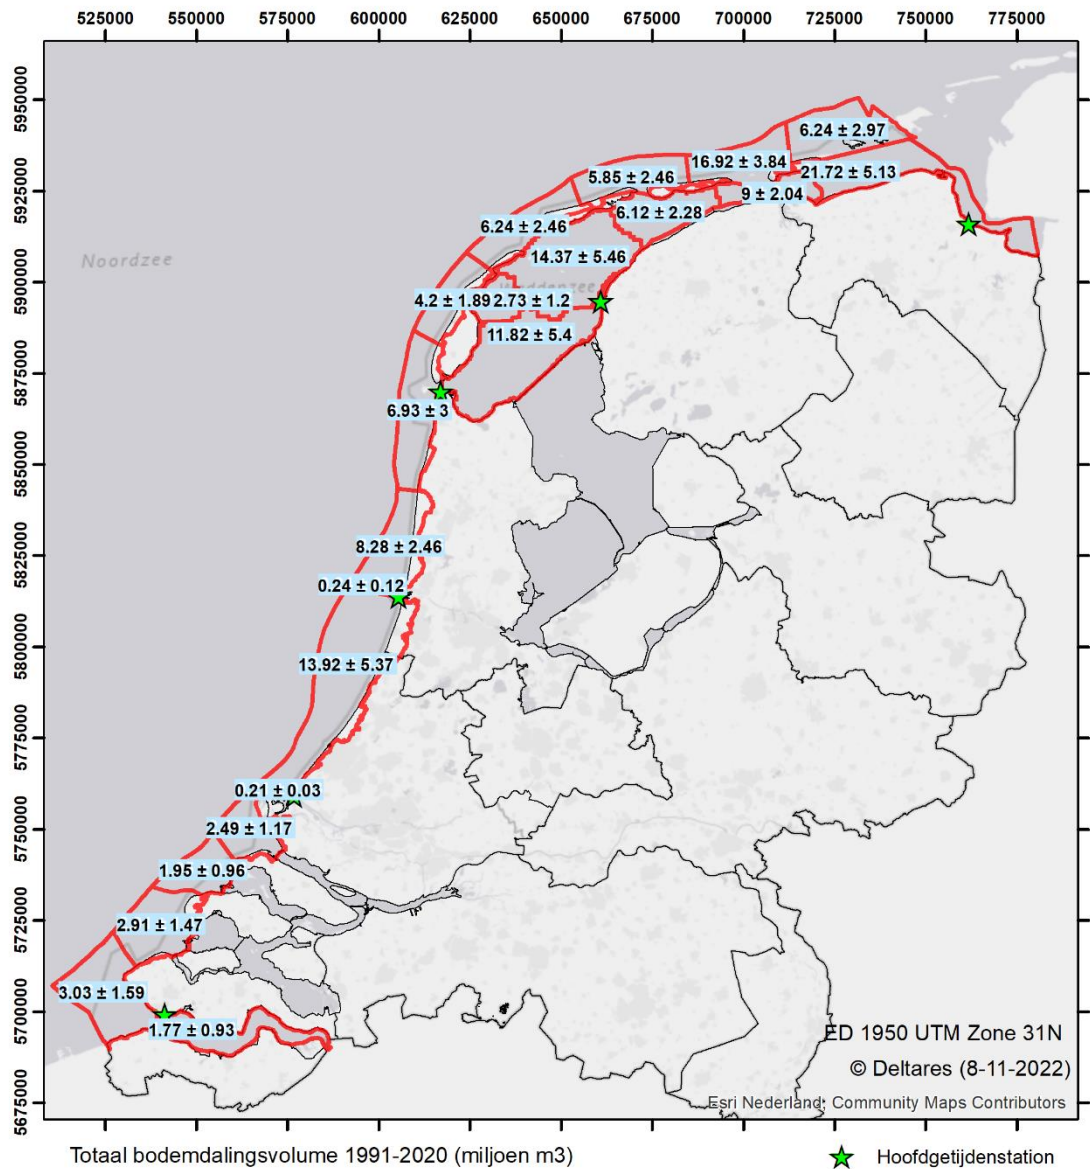 525000 550000 575000 600000 625000 650000 675000 700000 725000 750000 775000
5950000
5925000
5900000
5875000
5850000
5825000
5800000
5775000
5750000
5725000
5700000
5675000
6.24 ± 2.97
16.92 ± 3.84
21.72 ± 5.13
5.85 ± 2.46
9 ± 2.04
6.12 ± 2.28
6.24 ± 2.46
14.37 ± 5.46
Noordzee
Waddenzee
4.2 ± 1.89 2.73 ± 1.2
11.82 ± 5.4
6.93 ± 3
8.28 ± 2.46
0.24 ± 0.12
13.92 ± 5.37
0.21 ± 0.03
2.49 ± 1.17
1.95 ± 0.96
2.91 ± 1.47
3.03 ± 1.59
1.77 ± 0.93
ED 1950 UTM Zone 31N
© Deltares (8-11-2022)
Esri Nederland; Community Maps Contributors
Totaal bodemdalingsvolume 1991-2020 (miljoen m3) Hoofdgetijdenstation